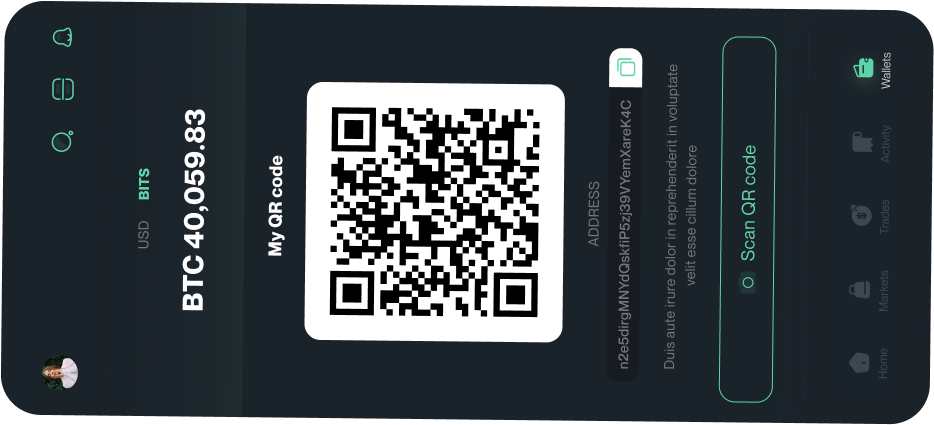 USD BITS
BTC 40,059.83
My QR code
ADDRESS
n2e5dirgMNYdQskfiP5zj39VYemXareK4C
Duis aute irure dolor in reprehenderit in voluptate
velit esse cillum dolore
Scan QR code
Home Markets Trades Activity Wallets